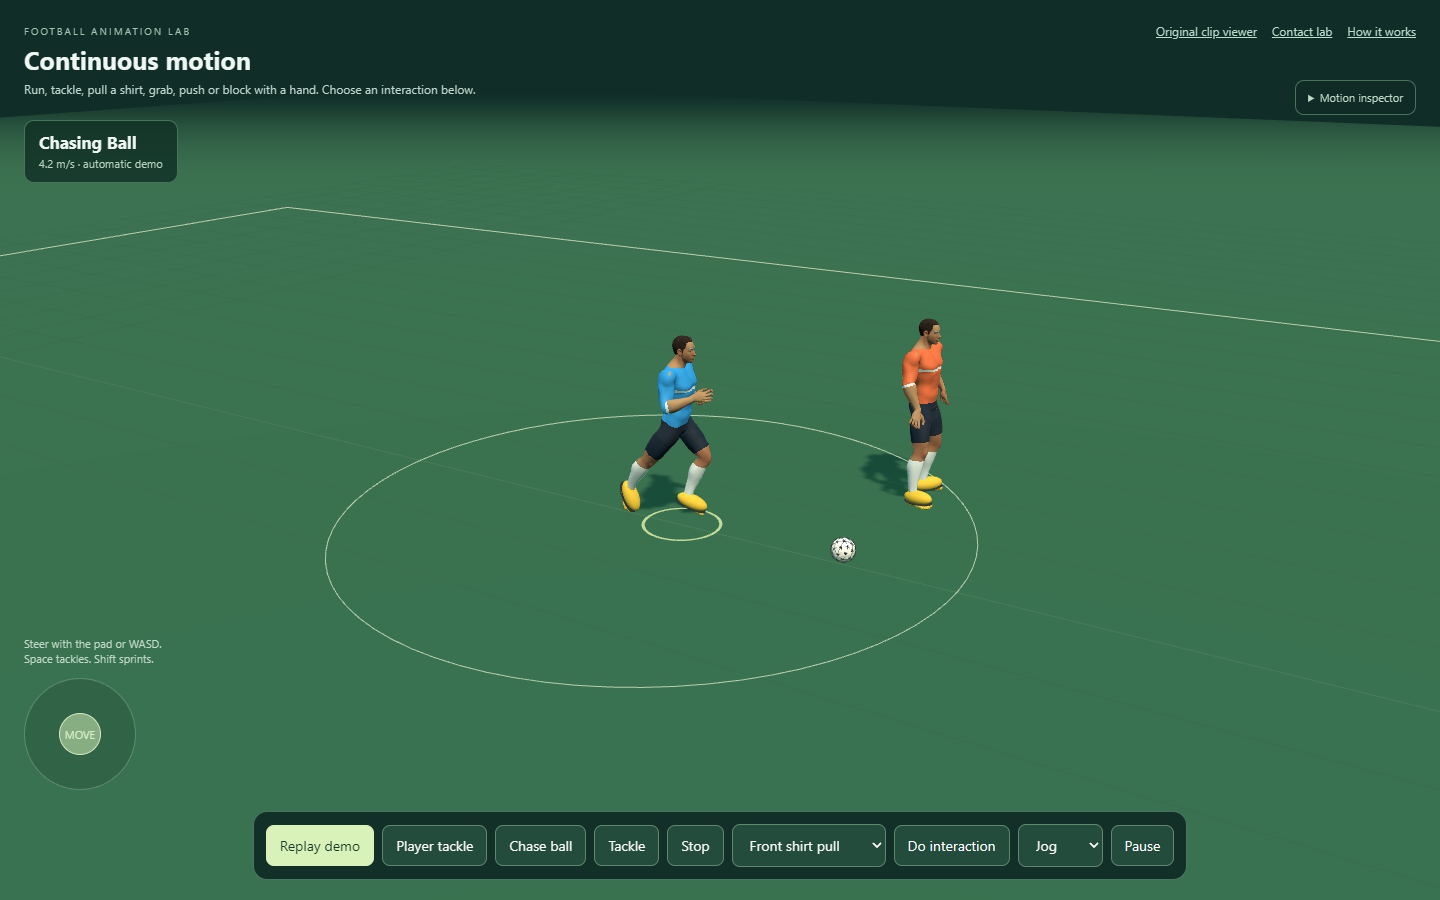 FOOTBALL ANIMATION LAB
Continuous motion
Run, tackle, pull a shirt, grab, push or block with a hand. Choose an interaction below.
Original clip viewer Contact lab How it works
Motion inspector
Chasing Ball
4.2 m/s · automatic demo
Steer with the pad or WASD.
Space tackles. Shift sprints.
MOVE
Replay demo Player tackle Chase ball Tackle Stop Front shirt pull Do interaction Jog Pause